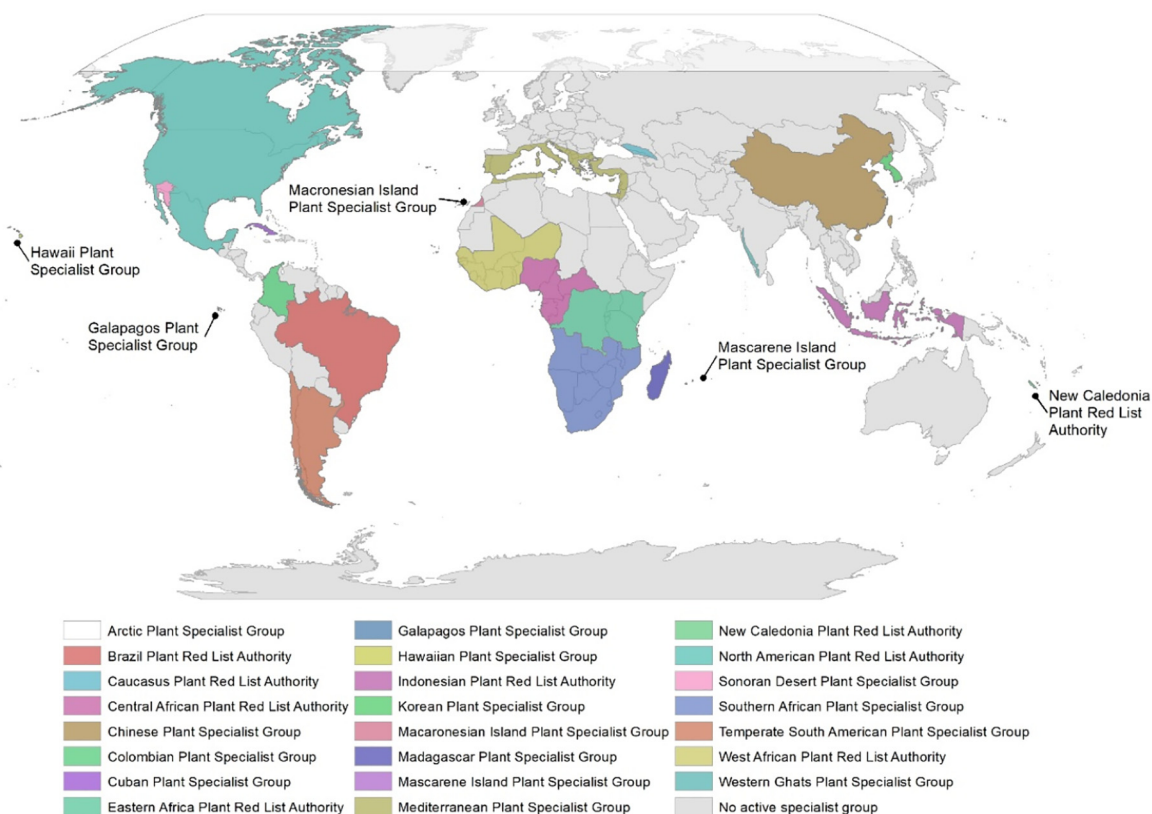 Macronesian Island
Plant Specialist Group
Hawaii Plant
Specialist Group
Galapagos Plant
Specialist Group
Mascarene Island
Plant Specialist Group
New Caledonia
Plant Red List
Authority
Arctic Plant Specialist Group
Brazil Plant Red List Authority
Caucasus Plant Red List Authority
Central African Plant Red List Authority
Chinese Plant Specialist Group
Colombian Plant Specialist Group
Cuban Plant Specialist Group
Eastern Africa Plant Red List Authority
Galapagos Plant Specialist Group
Hawaiian Plant Specialist Group
Indonesian Plant Red List Authority
Korean Plant Specialist Group
Macaronesian Island Plant Specialist Group
Madagascar Plant Specialist Group
Mascarene Island Plant Specialist Group
Mediterranean Plant Specialist Group
New Caledonia Plant Red List Authority
North American Plant Red List Authority
Sonoran Desert Plant Specialist Group
Southern African Plant Specialist Group
Temperate South American Plant Specialist Group
West African Plant Red List Authority
Western Ghats Plant Specialist Group
No active specialist group